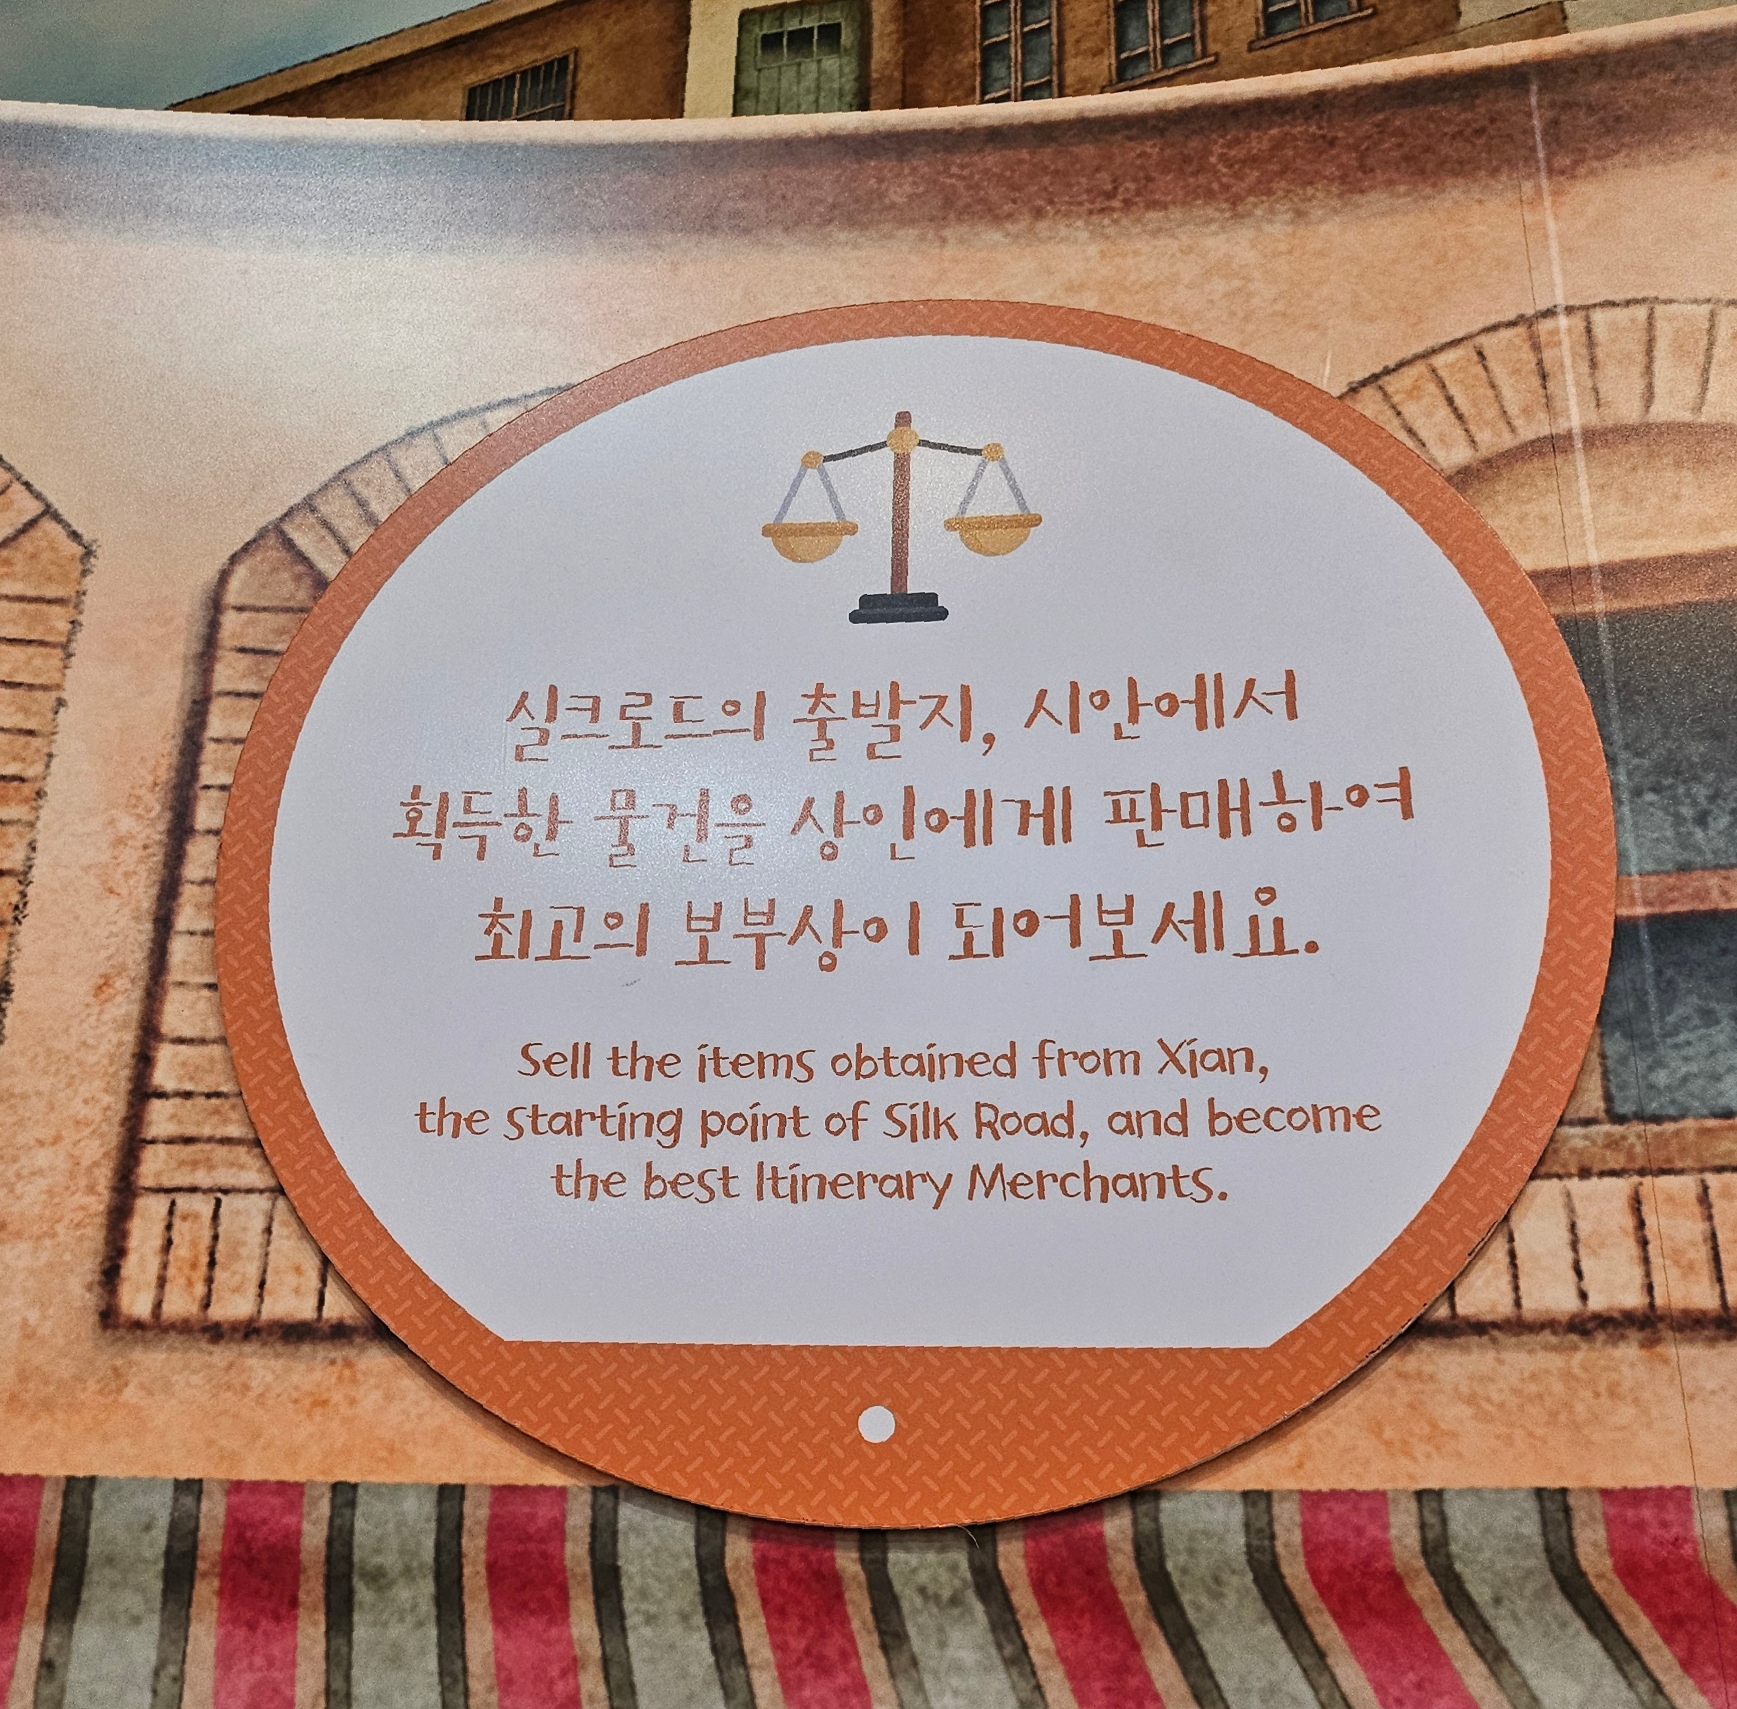 실크로드의 출발지, 시안에서
획득한 물건을 상인에게 판매하여
최고의 보부상이 되어보세요.
Sell the items obtained from Xian,
the starting point of Silk Road, and become
the best Itinerary Merchants.